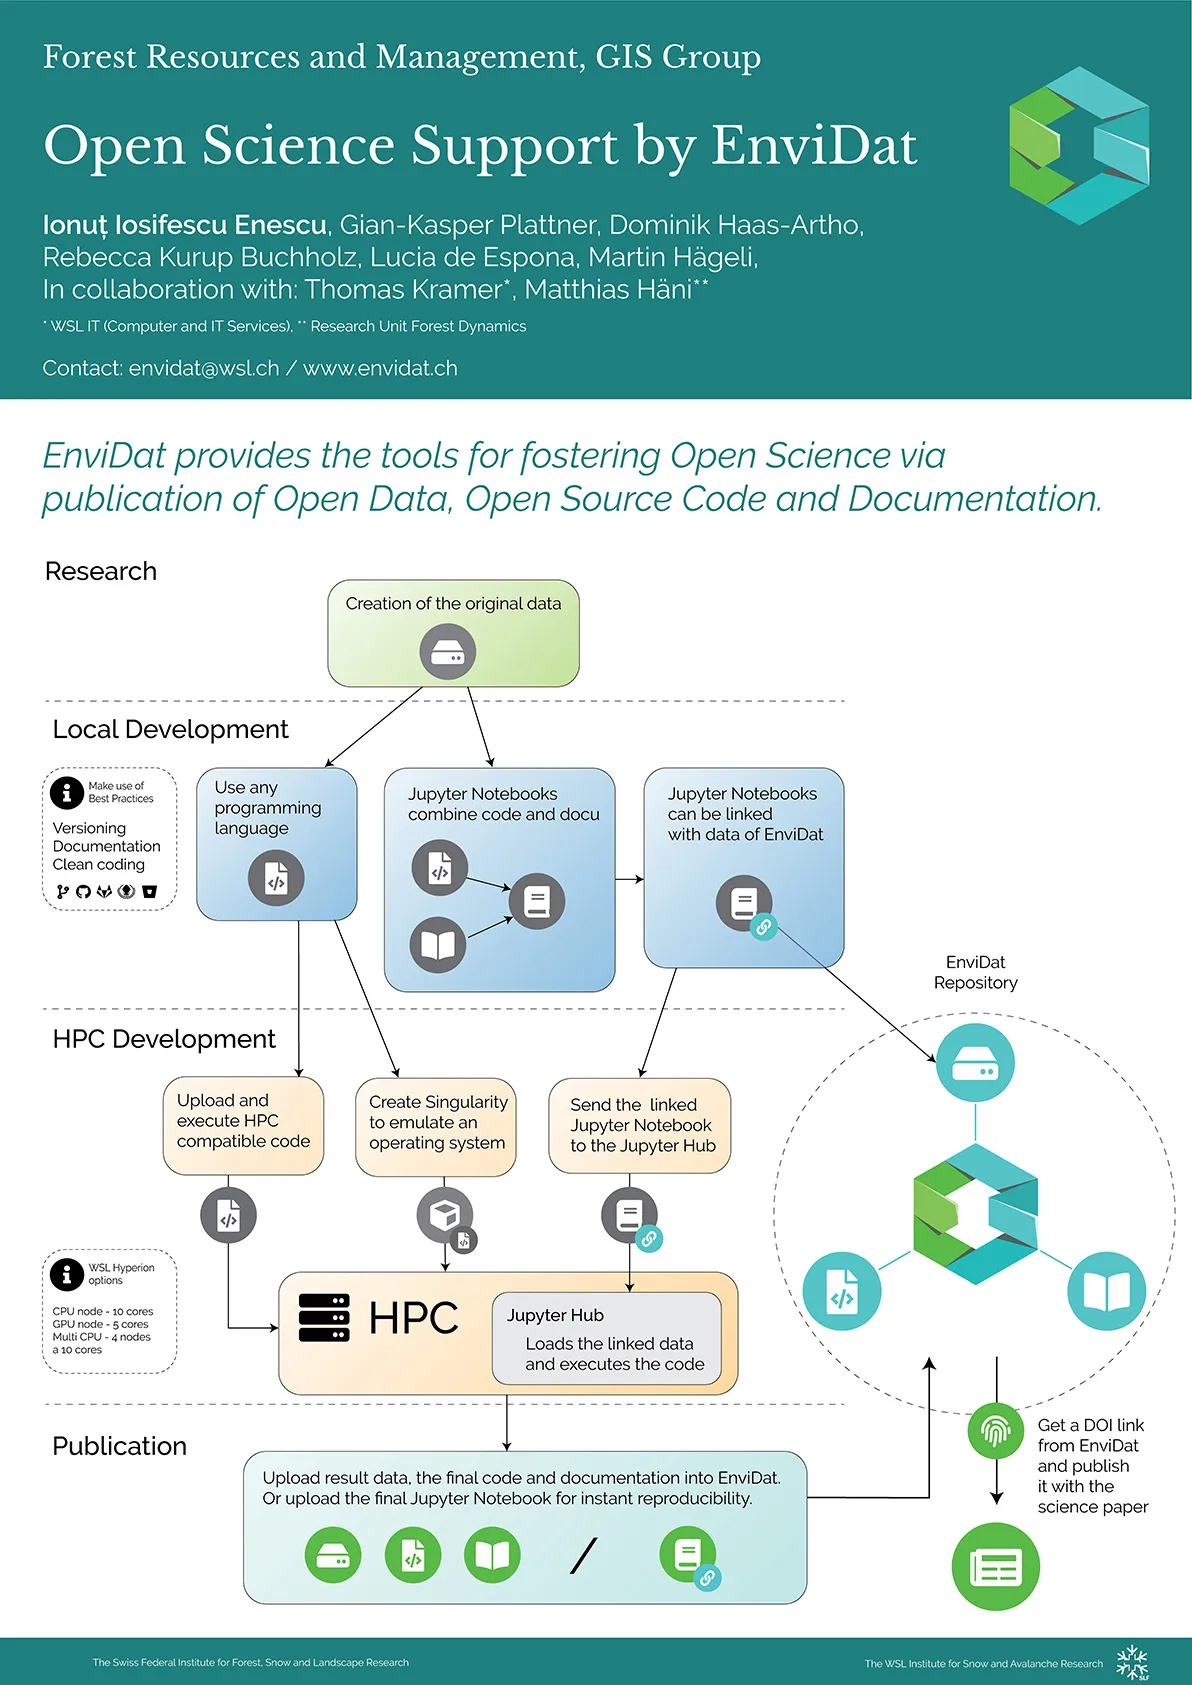 Forest Resources and Management, GIS Group
Open Science Support by EnviDat
Ionuț Iosifescu Enescu, Gian-Kasper Plattner, Dominik Haas-Artho,
Rebecca Kurup Buchholz, Lucia de Espona, Martin Hägeli,
In collaboration with: Thomas Kramer*, Matthias Häni**
* WSL IT (Computer and IT Services), ** Research Unit Forest Dynamics
Contact: envidat@wsl.ch / www.envidat.ch
EnviDat provides the tools for fostering Open Science via
publication of Open Data, Open Source Code and Documentation.
Research
Creation of the original data
Local Development
Make use of
Best Practices
Versioning
Documentation
Clean coding
Use any
programming
language
Jupyter Notebooks
combine code and docu
Jupyter Notebooks
can be linked
with data of EnviDat
EnviDat
Repository
HPC Development
Upload and
execute HPC
compatible code
Create Singularity
to emulate an
operating system
Send the linked
Jupyter Notebook
to the Jupyter Hub
WSL Hyperion
options
CPU node - 10 cores
GPU node - 5 cores
Multi CPU - 4 nodes
a 10 cores
HPC
Jupyter Hub
Loads the linked data
and executes the code
Publication
Upload result data, the final code and documentation into EnviDat.
Or upload the final Jupyter Notebook for instant reproducibility.
/
Get a DOI link
from EnviDat
and publish
it with the
science paper
The Swiss Federal Institute for Forest, Snow and Landscape Research
The WSL Institute for Snow and Avalanche Research
SLF